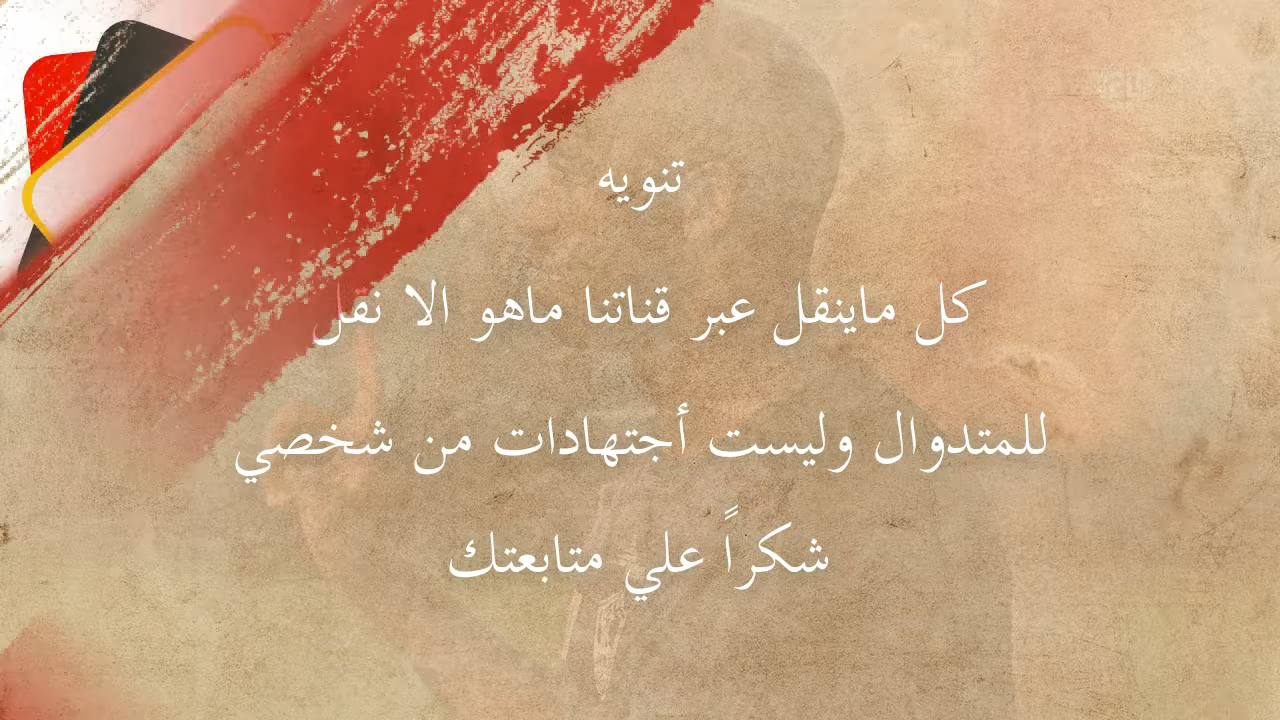 تنويه
كل ماينقل عبر قناتنا ماهو الا نقل
للمتدوال وليست أجتهادات من شخصي
شكراً علي متابعتك